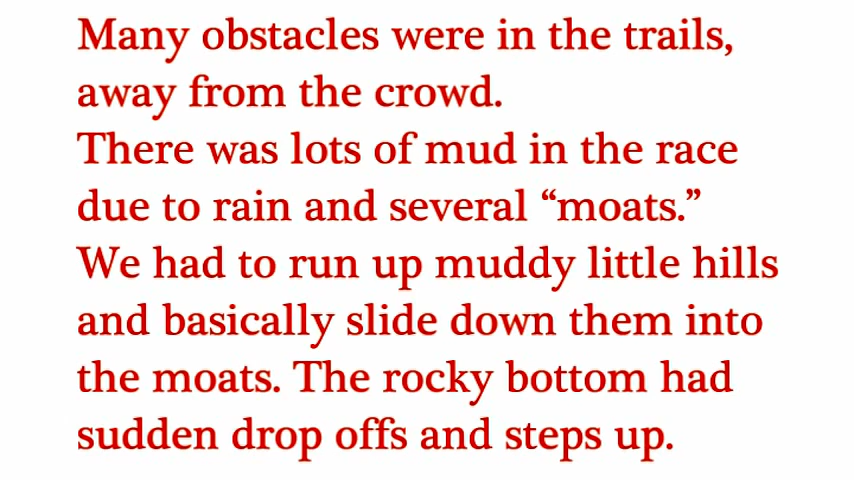 Many obstacles were in the trails,
away from the crowd.
There was lots of mud in the race
due to rain and several “moats.”
We had to run up muddy little hills
and basically slide down them into
the moats. The rocky bottom had
sudden drop offs and steps up.